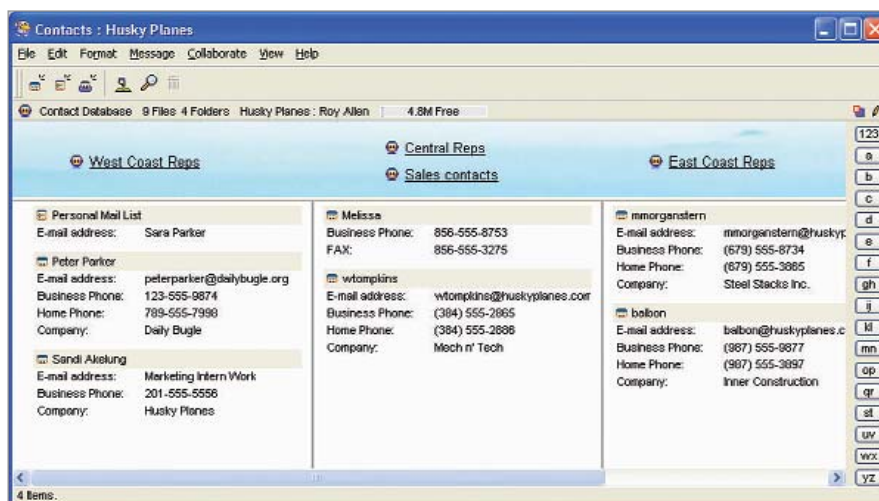 Contacts : Husky Planes
File Edit Format Message Collaborate View Help
Contact Database 9 Files 4 Folders Husky Planes : Roy Allen 4.8M Free
West Coast Reps
Central Reps
Sales contacts
East Coast Reps
Personal Mail List
E-mail address: Sara Parker
Peter Parker
E-mail address: peterparker@dailybugle.org
Business Phone: 123-555-9874
Home Phone: 789-555-7998
Company: Daily Bugle
Sandi Akelung
E-mail address: Marketing Intern Work
Business Phone: 201-555-5556
Company: Husky Planes
Melissa
Business Phone: 856-555-8753
FAX: 856-555-3275
wtompkins
E-mail address: wtompkins@huskyplanes.com
Business Phone: (384) 555-2865
Home Phone: (384) 555-2886
Company: Mech n' Tech
mmorganstern
E-mail address: mmorganstern@huskyp
Business Phone: (679) 555-8734
Home Phone: (679) 555-3865
Company: Steel Stacks Inc.
balbon
E-mail address: balbon@huskyplanes.c
Business Phone: (987) 555-9877
Home Phone: (987) 555-3897
Company: Inner Construction
123
a
b
c
d
e
f
gh
ij
kl
mn
op
qr
st
uv
wx
yz
4 Items.